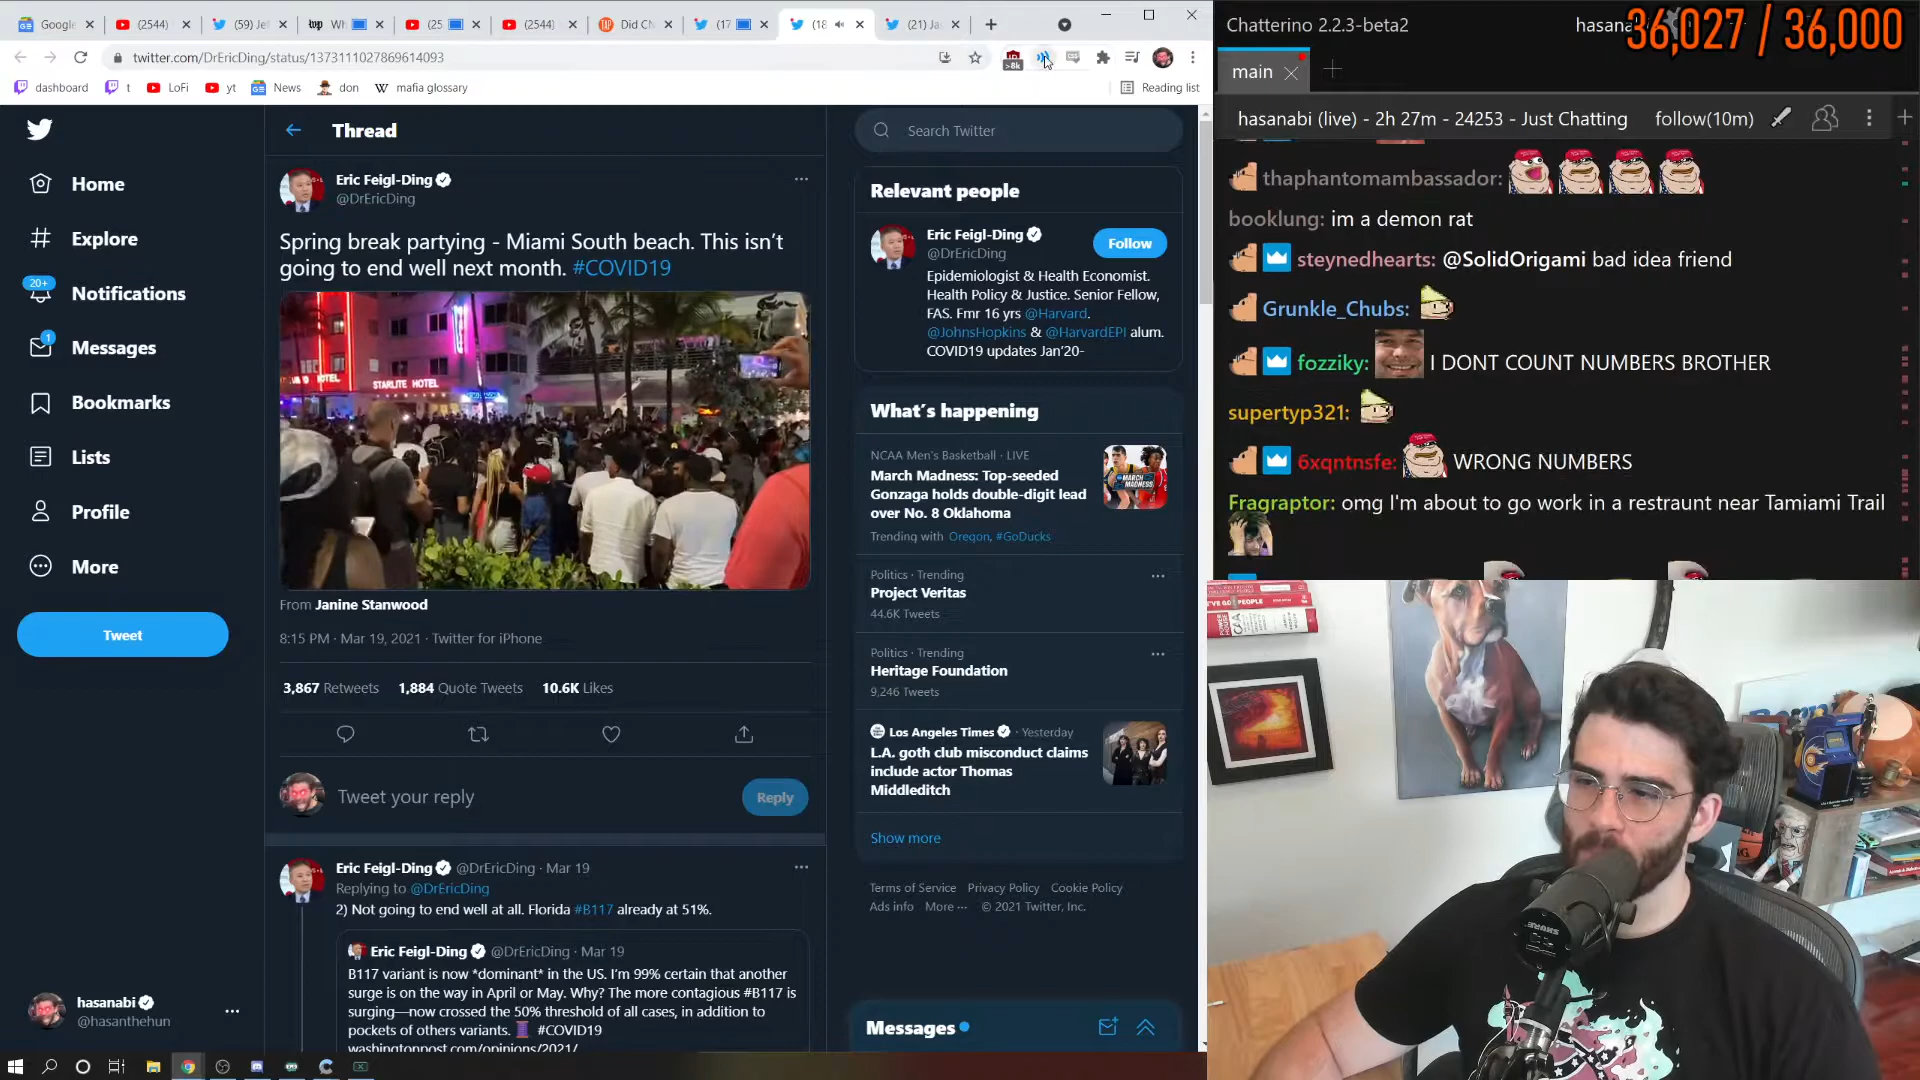 Google
(2544)
(59) Je
wp Wh
(25
(2544)
TAP Did Ch
(17
(18
(21) Ja
twitter.com/DrEricDing/status/1373111027869614093
>8k
dashboard
t
LoFi
yt
News
don
W mafia glossary
Reading list
Home
Explore
20+
Notifications
1
Messages
Bookmarks
Lists
Profile
More
Tweet
hasanabi
@hasanthehun
Thread
Eric Feigl-Ding
@DrEricDing
Spring break partying - Miami South beach. This isn't
going to end well next month. #COVID19
HOTEL
STARLITE HOTEL
From Janine Stanwood
8:15 PM · Mar 19, 2021 · Twitter for iPhone
3,867 Retweets 1,884 Quote Tweets 10.6K Likes
Tweet your reply
Reply
Eric Feigl-Ding @DrEricDing · Mar 19
Replying to @DrEricDing
2) Not going to end well at all. Florida #B117 already at 51%.
Eric Feigl-Ding @DrEricDing · Mar 19
B117 variant is now *dominant* in the US. I'm 99% certain that another
surge is on the way in April or May. Why? The more contagious #B117 is
surging—now crossed the 50% threshold of all cases, in addition to
pockets of others variants. #COVID19
washingtonpost.com/opinions/2021/
Search Twitter
Relevant people
Eric Feigl-Ding
@DrEricDing
Follow
Epidemiologist & Health Economist.
Health Policy & Justice. Senior Fellow,
FAS. Fmr 16 yrs @Harvard.
@JohnsHopkins & @HarvardEPI alum.
COVID19 updates Jan'20-
What's happening
NCAA Men's Basketball · LIVE
March Madness: Top-seeded
Gonzaga holds double-digit lead
over No. 8 Oklahoma
Trending with Oregon, #GoDucks
MARCH
MADNESS
Politics · Trending
Project Veritas
44.6K Tweets
Politics · Trending
Heritage Foundation
9,246 Tweets
Los Angeles Times · Yesterday
L.A. goth club misconduct claims
include actor Thomas
Middleditch
Show more
Terms of Service Privacy Policy Cookie Policy
Ads info More ··· © 2021 Twitter, Inc.
Messages
Chatterino 2.2.3-beta2
hasana
36,027 / 36,000
main
hasanabi (live) - 2h 27m - 24253 - Just Chatting
follow(10m)
thaphantomambassador:
booklung: im a demon rat
steynedhearts: @SolidOrigami bad idea friend
Grunkle_Chubs:
fozziky: I DONT COUNT NUMBERS BROTHER
supertyp321:
6xqntnsfe: WRONG NUMBERS
Fragraptor: omg I'm about to go work in a restraunt near Tamiami Trail
PEOPLE
SHURE